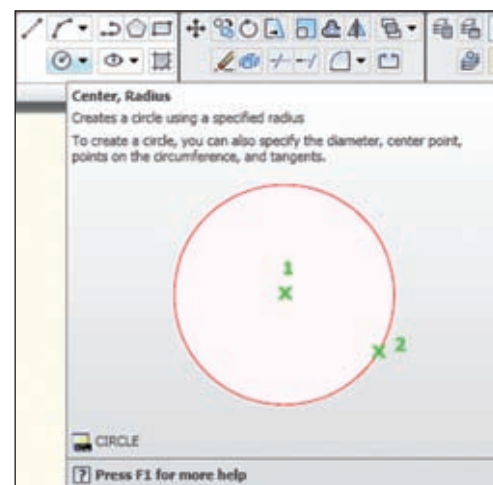 Center, Radius
Creates a circle using a specified radius
To create a circle, you can also specify the diameter, center point,
points on the circumference, and tangents.
1
2
CIRCLE
? Press F1 for more help